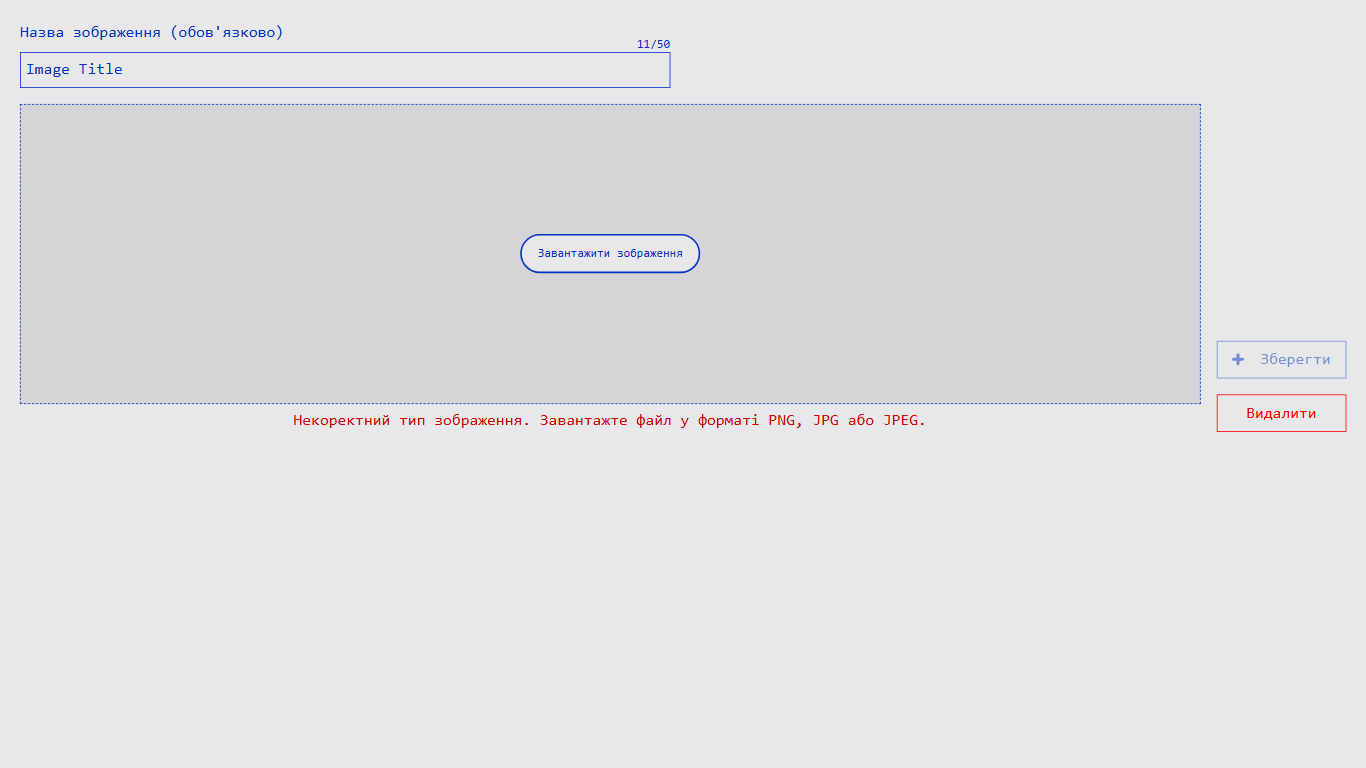 Назва зображення (обов'язково)
11/50
Image Title
Завантажити зображення
Зберегти
Видалити
Некоректний тип зображення. Завантажте файл у форматі PNG, JPG або JPEG.